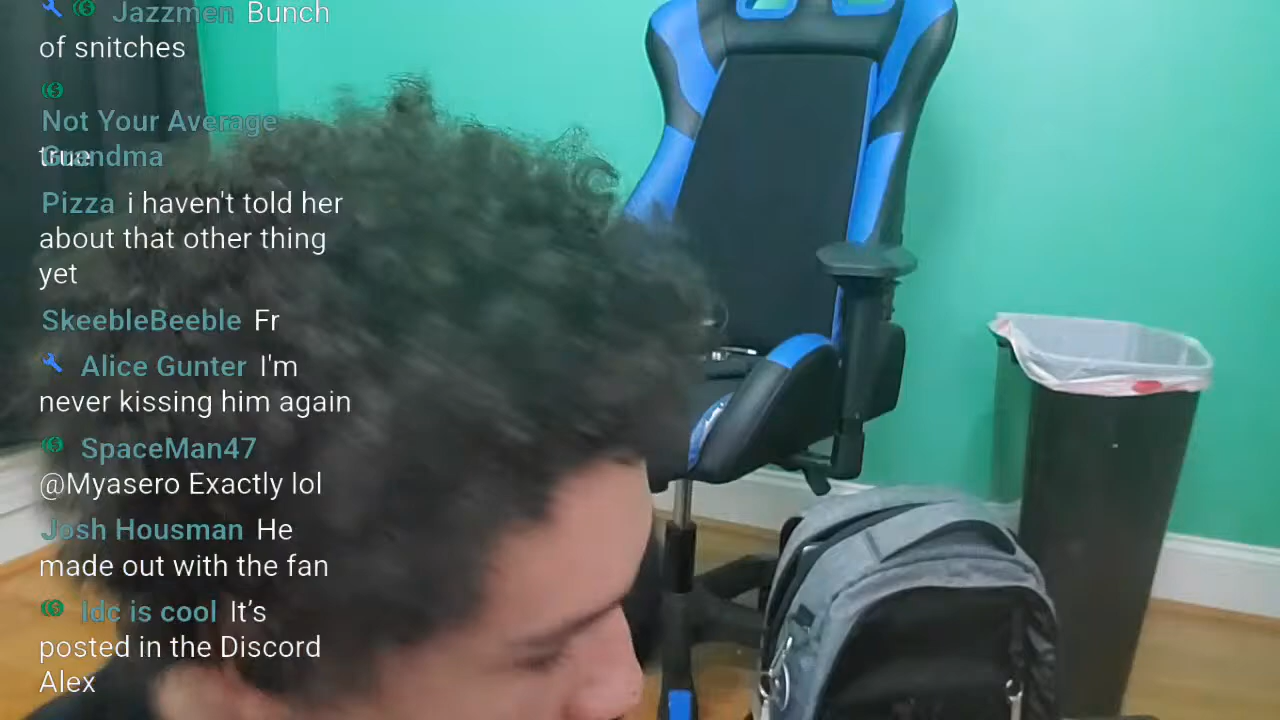 Jazzmen Bunch
of snitches
Not Your Average
Grandma
true
Pizza i haven't told her
about that other thing
yet
SkeebleBeeble Fr
Alice Gunter I'm
never kissing him again
SpaceMan47
@Myasero Exactly lol
Josh Housman He
made out with the fan
Idc is cool It's
posted in the Discord
Alex